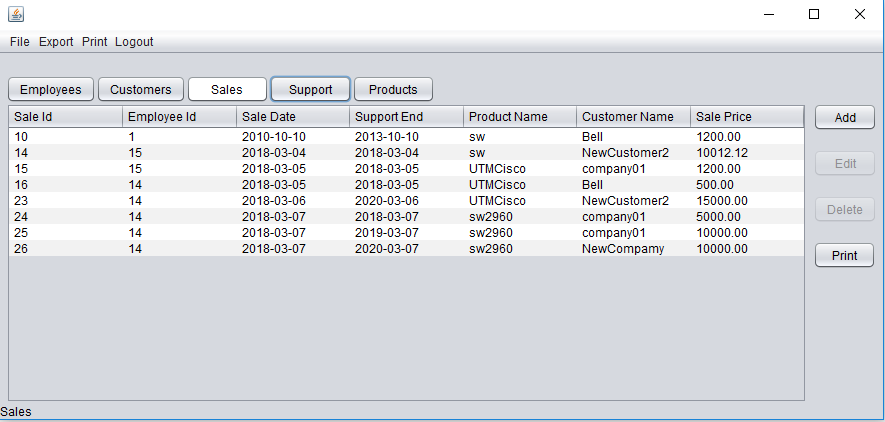 File Export Print Logout
Employees Customers Sales Support Products
Sale Id Employee Id Sale Date Support End Product Name Customer Name Sale Price
10 1 2010-10-10 2013-10-10 sw Bell 1200.00
14 15 2018-03-04 2018-03-04 sw NewCustomer2 10012.12
15 15 2018-03-05 2018-03-05 UTMCisco company01 1200.00
16 14 2018-03-05 2018-03-05 UTMCisco Bell 500.00
23 14 2018-03-06 2020-03-06 UTMCisco NewCustomer2 15000.00
24 14 2018-03-07 2018-03-07 sw2960 company01 5000.00
25 14 2018-03-07 2019-03-07 sw2960 company01 10000.00
26 14 2018-03-07 2020-03-07 sw2960 NewCompamy 10000.00
Add
Edit
Delete
Print
Sales